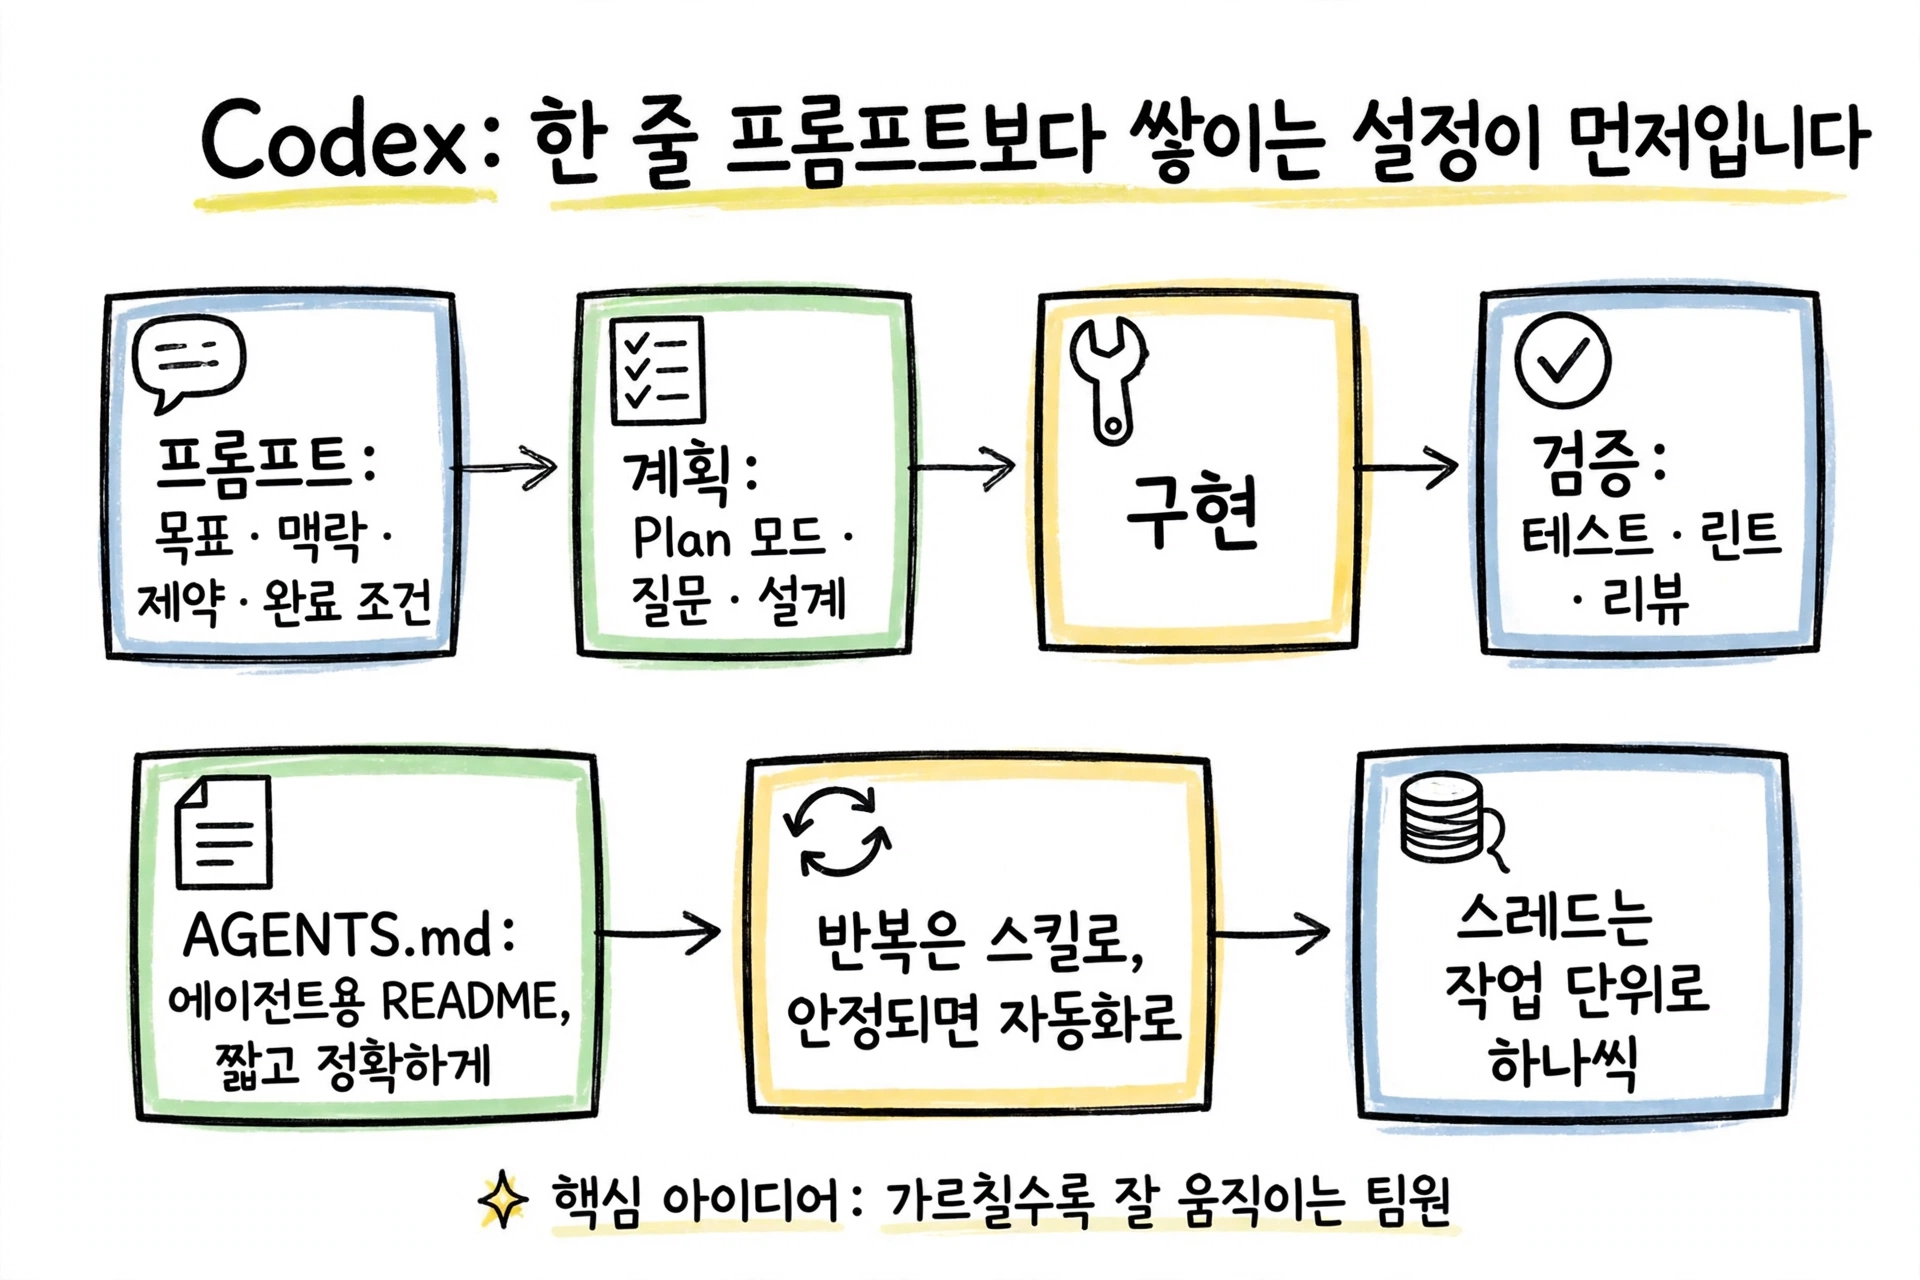 Codex: 한 줄 프롬프트보다 쌓이는 설정이 먼저입니다
프롬프트:
목표 · 맥락 ·
제약 · 완료 조건
계획:
Plan 모드 ·
질문 · 설계
구현
검증:
테스트 · 린트
· 리뷰
AGENTS.md:
에이전트용 README,
짧고 정확하게
반복은 스킬로,
안정되면 자동화로
스레드는
작업 단위로
하나씩
핵심 아이디어: 가르칠수록 잘 움직이는 팀원